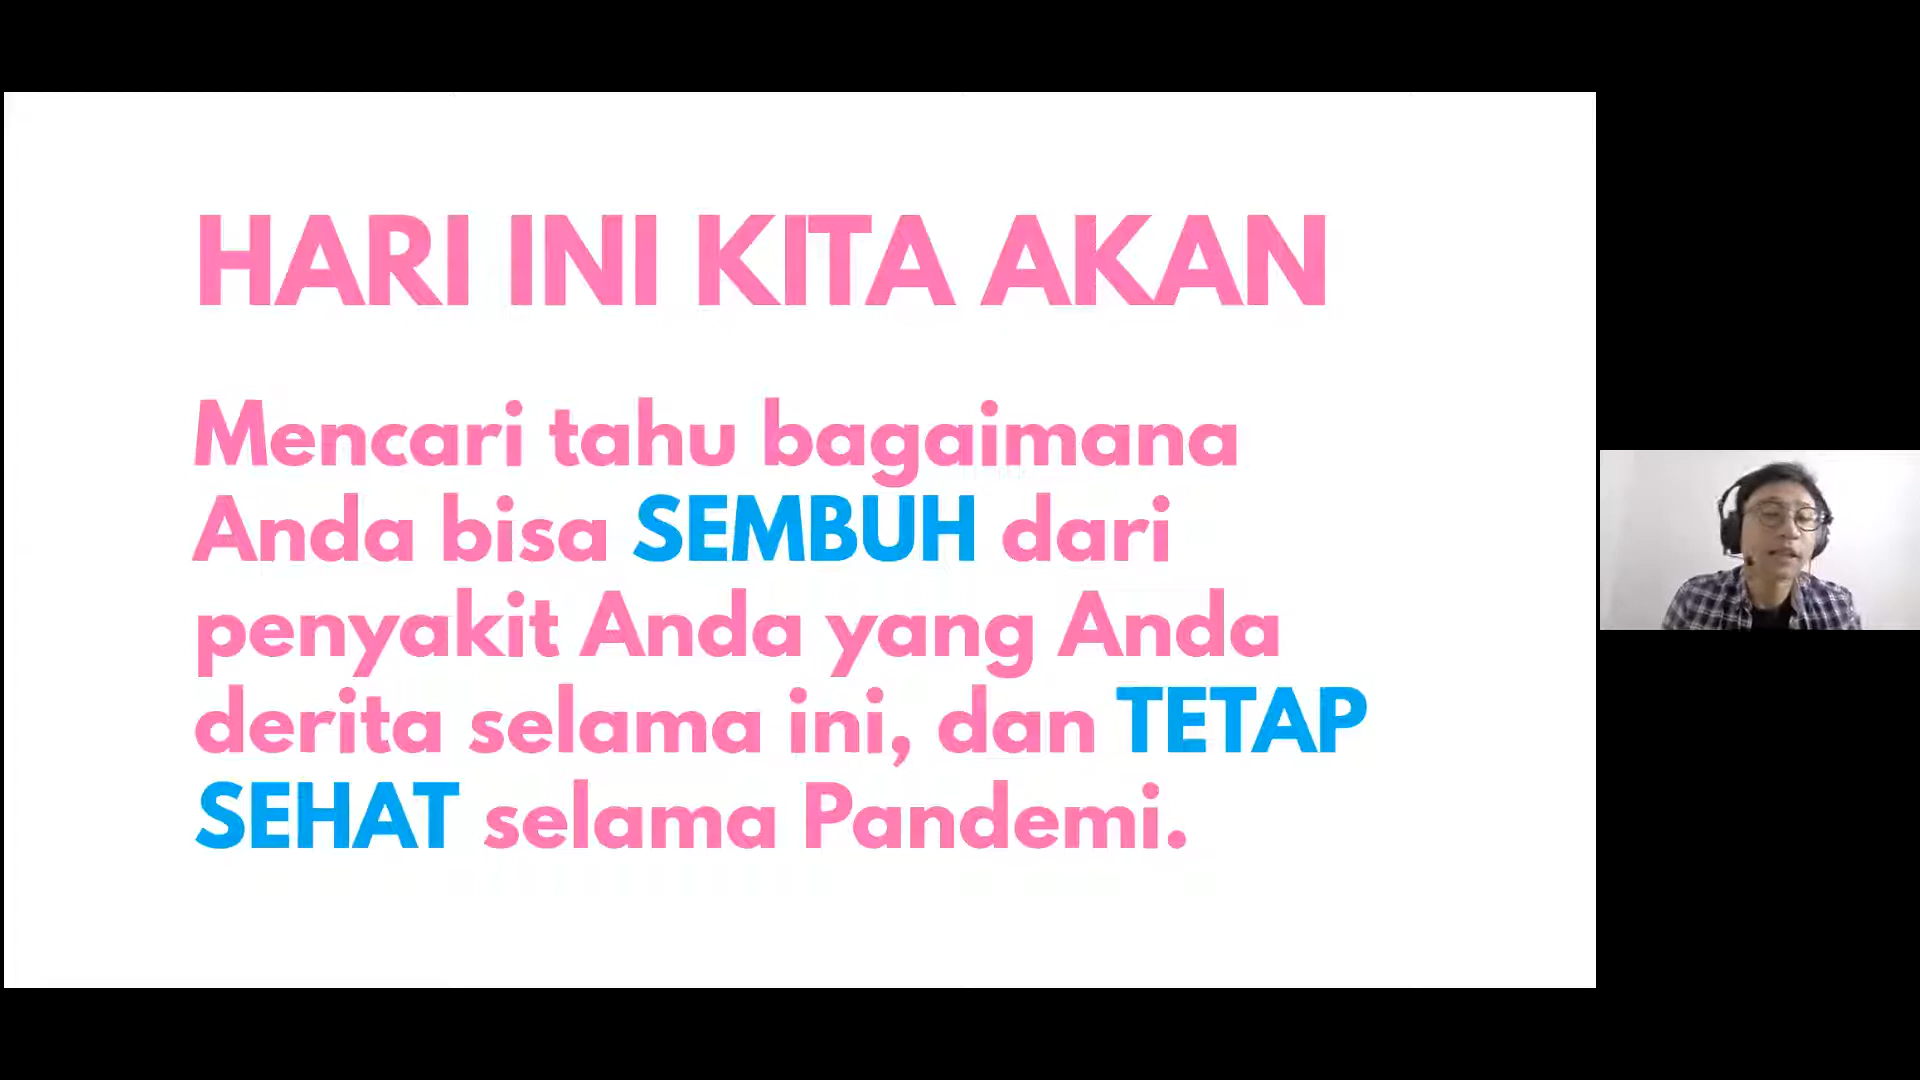 HARI INI KITA AKAN
Mencari tahu bagaimana
Anda bisa SEMBUH dari
penyakit Anda yang Anda
derita selama ini, dan TETAP
SEHAT selama Pandemi.